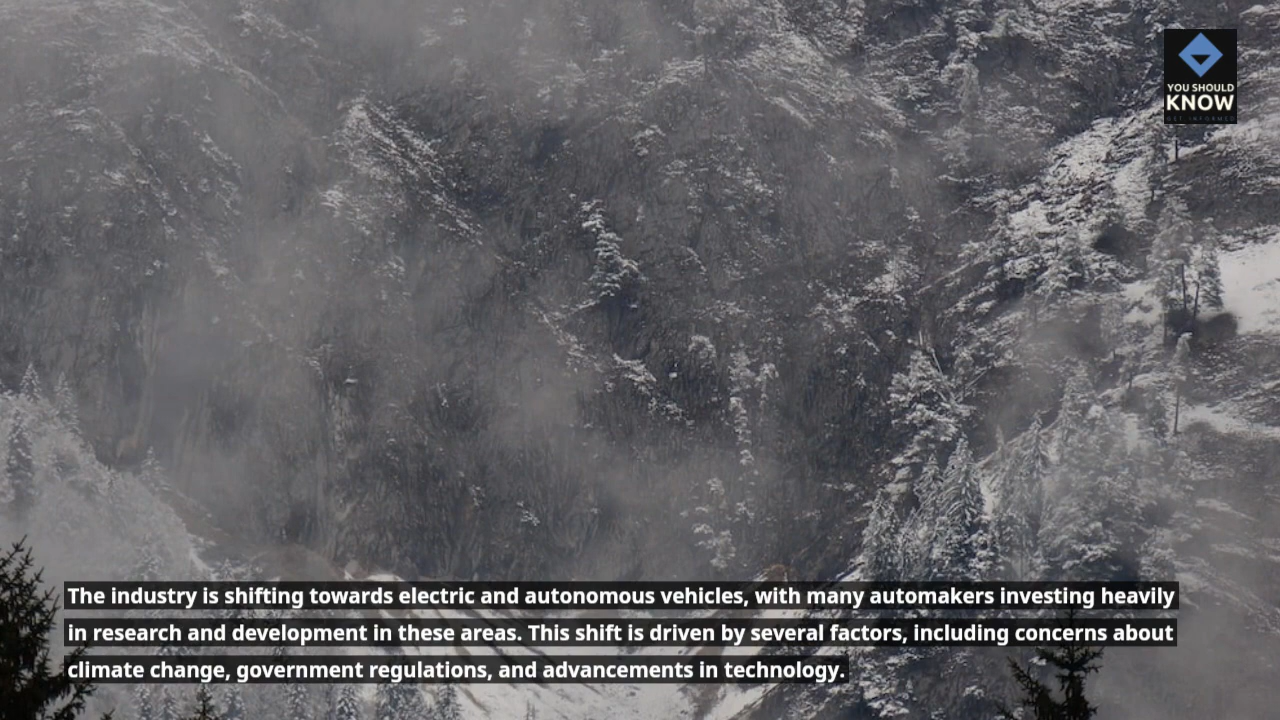 YOU SHOULD
KNOW
GET INFORMED
The industry is shifting towards electric and autonomous vehicles, with many automakers investing heavily
in research and development in these areas. This shift is driven by several factors, including concerns about
climate change, government regulations, and advancements in technology.